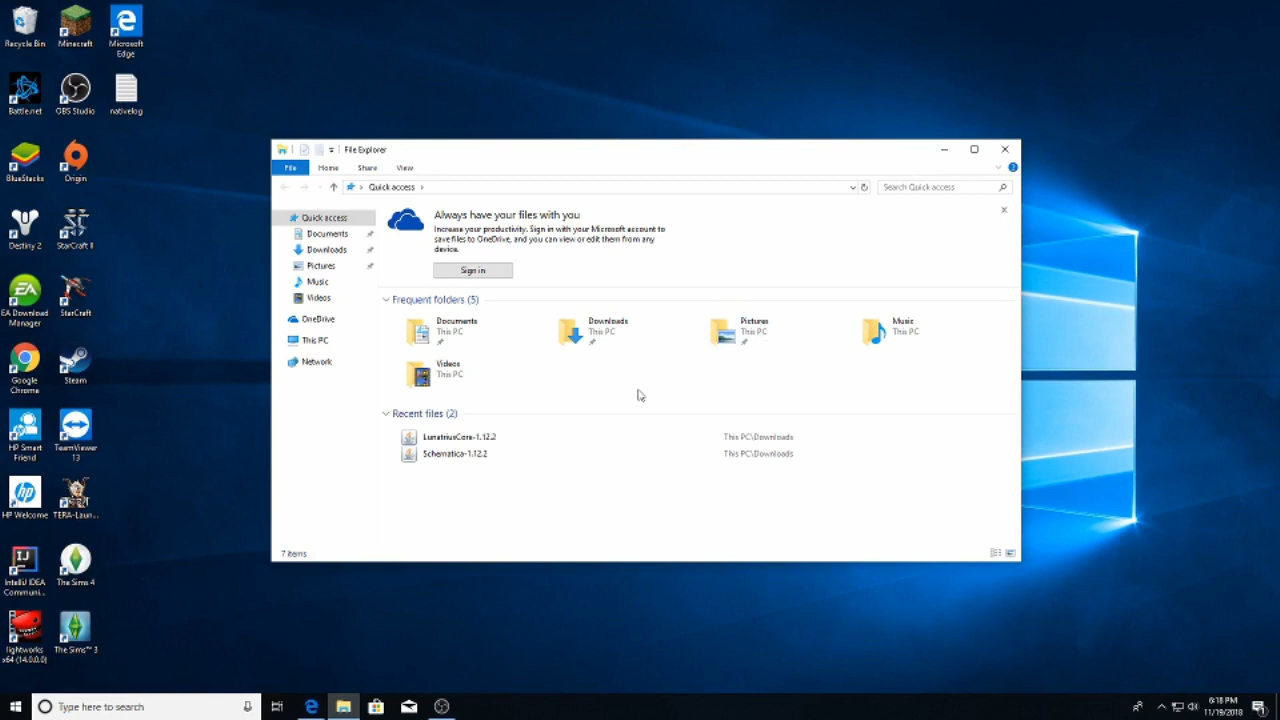 Recycle Bin
Minecraft
Microsoft
Edge
Battle.net
OBS Studio
nativelog
BlueStacks
Origin
Destiny 2
StarCraft II
EA Download
Manager
StarCraft
Google
Chrome
Steam
HP Smart
Friend
TeamViewer
13
HP Welcome
TERA-Laun...
IntelliJ IDEA
Communi...
The Sims 4
lightworks
x64 (14.0.0.0)
The Sims™ 3
File Explorer
File
Home
Share
View
Quick access
Search Quick access
Quick access
Documents
Downloads
Pictures
Music
Videos
OneDrive
This PC
Network
Always have your files with you
Increase your productivity. Sign in with your Microsoft account to
save files to OneDrive, and you can view or edit them from any
device.
Sign in
Frequent folders (5)
Documents
This PC
Downloads
This PC
Pictures
This PC
Music
This PC
Videos
This PC
Recent files (2)
LunatriusCore-1.12.2
This PC\Downloads
Schematica-1.12.2
This PC\Downloads
7 items
Type here to search
6:18 PM
11/19/2018